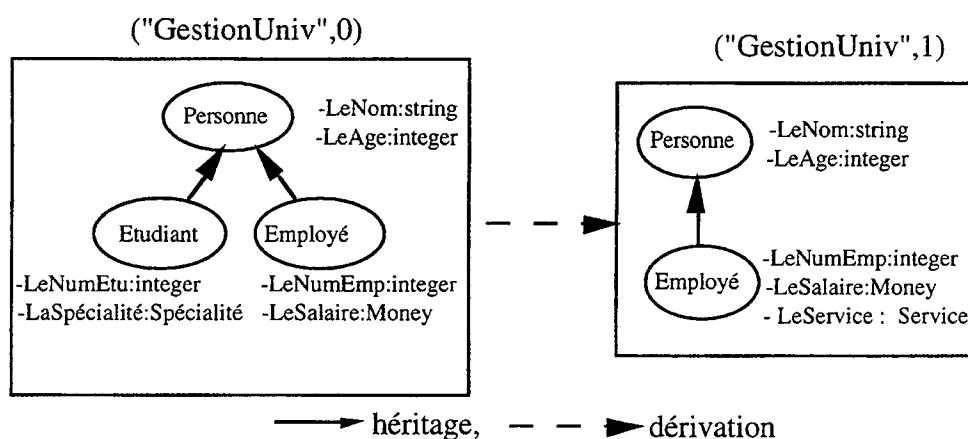 ("GestionUniv",0)
Personne
-LeNom:string
-LeAge:integer
Etudiant
Employé
-LeNumEtu:integer
-LaSpécialité:Spécialité
-LeNumEmp:integer
-LeSalaire:Money
("GestionUniv",1)
Personne
-LeNom:string
-LeAge:integer
Employé
-LeNumEmp:integer
-LeSalaire:Money
- LeService : Service
héritage,
dérivation